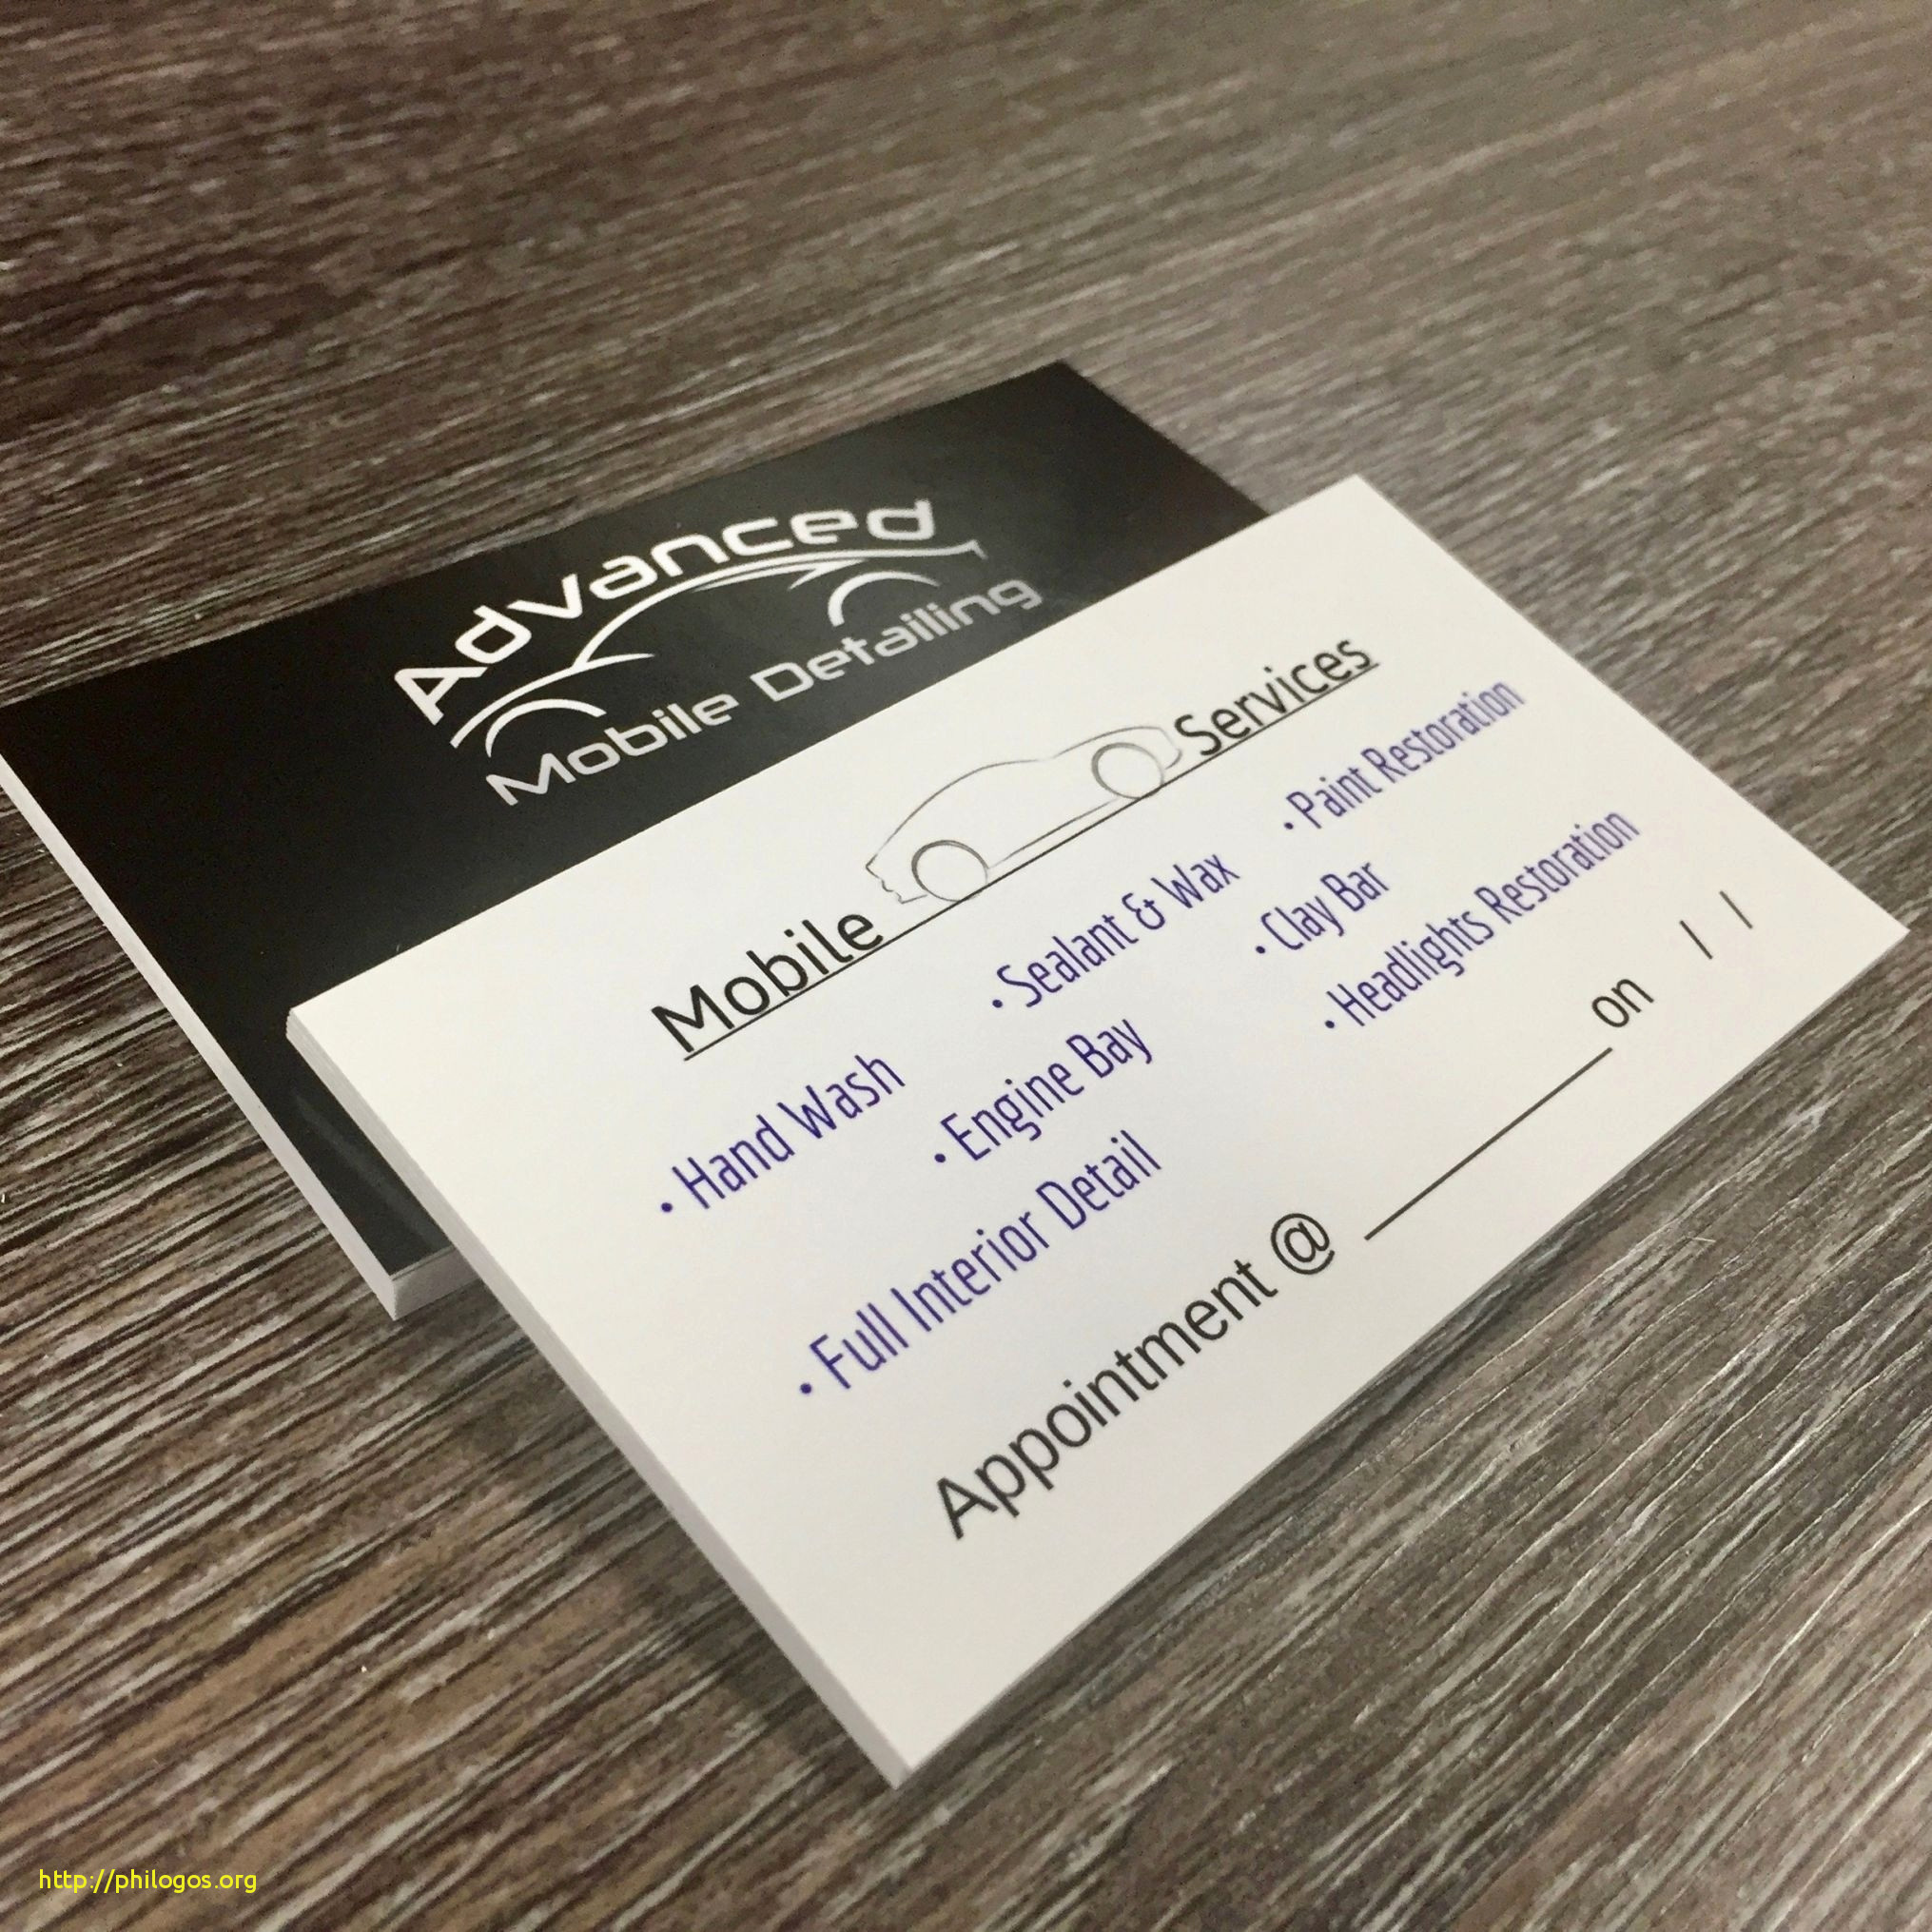 Advanced
Mobile Detailing
Mobile Services
• Hand Wash • Sealant & Wax • Paint Restoration
• Engine Bay • Clay Bar
• Full Interior Detail • Headlights Restoration
Appointment @ ________ on / /
http://philogos.org